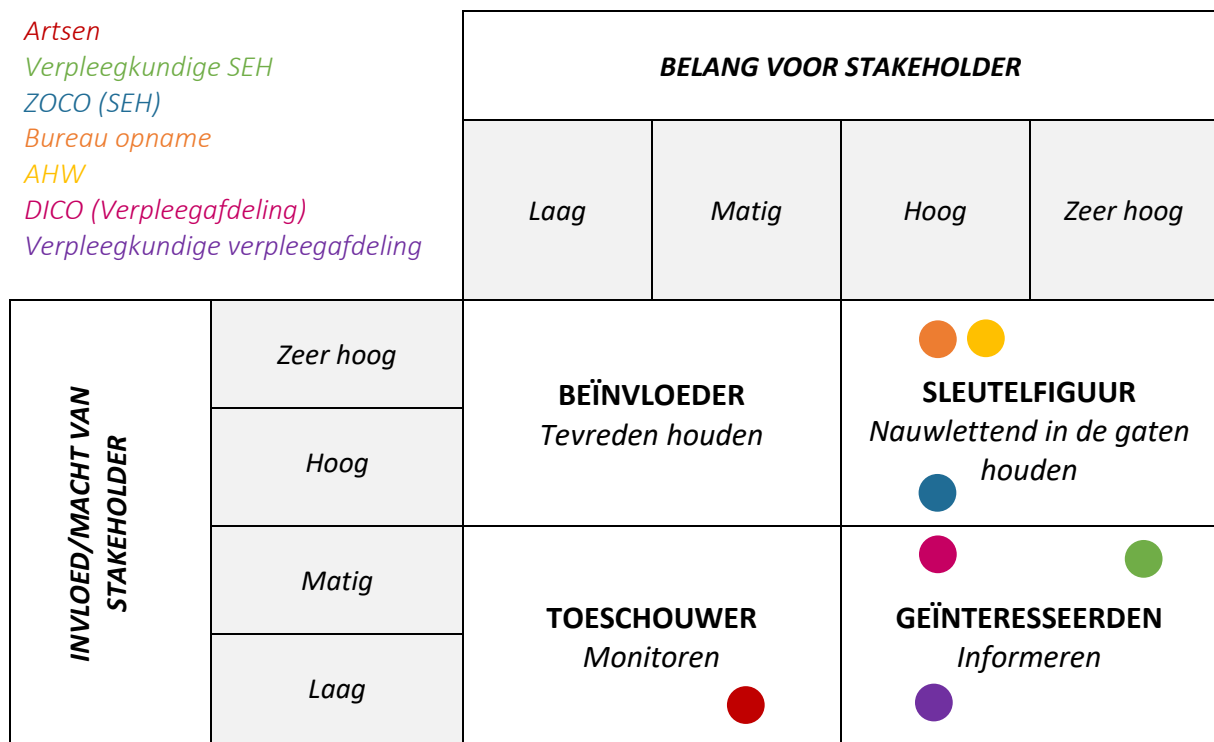 Artsen
Verpleegkundige SEH
ZOCO (SEH)
Bureau opname
AHW
DICO (Verpleegafdeling)
Verpleegkundige verpleegafdeling
BELANG VOOR STAKEHOLDER
Laag
Matig
Hoog
Zeer hoog
INVLOED/MACHT VAN
STAKEHOLDER
Zeer hoog
Hoog
Matig
Laag
BEÏNVLOEDER
Tevreden houden
SLEUTELFIGUUR
Nauwlettend in de gaten
houden
TOESCHOUWER
Monitoren
GEÏNTERESSEERDEN
Informeren